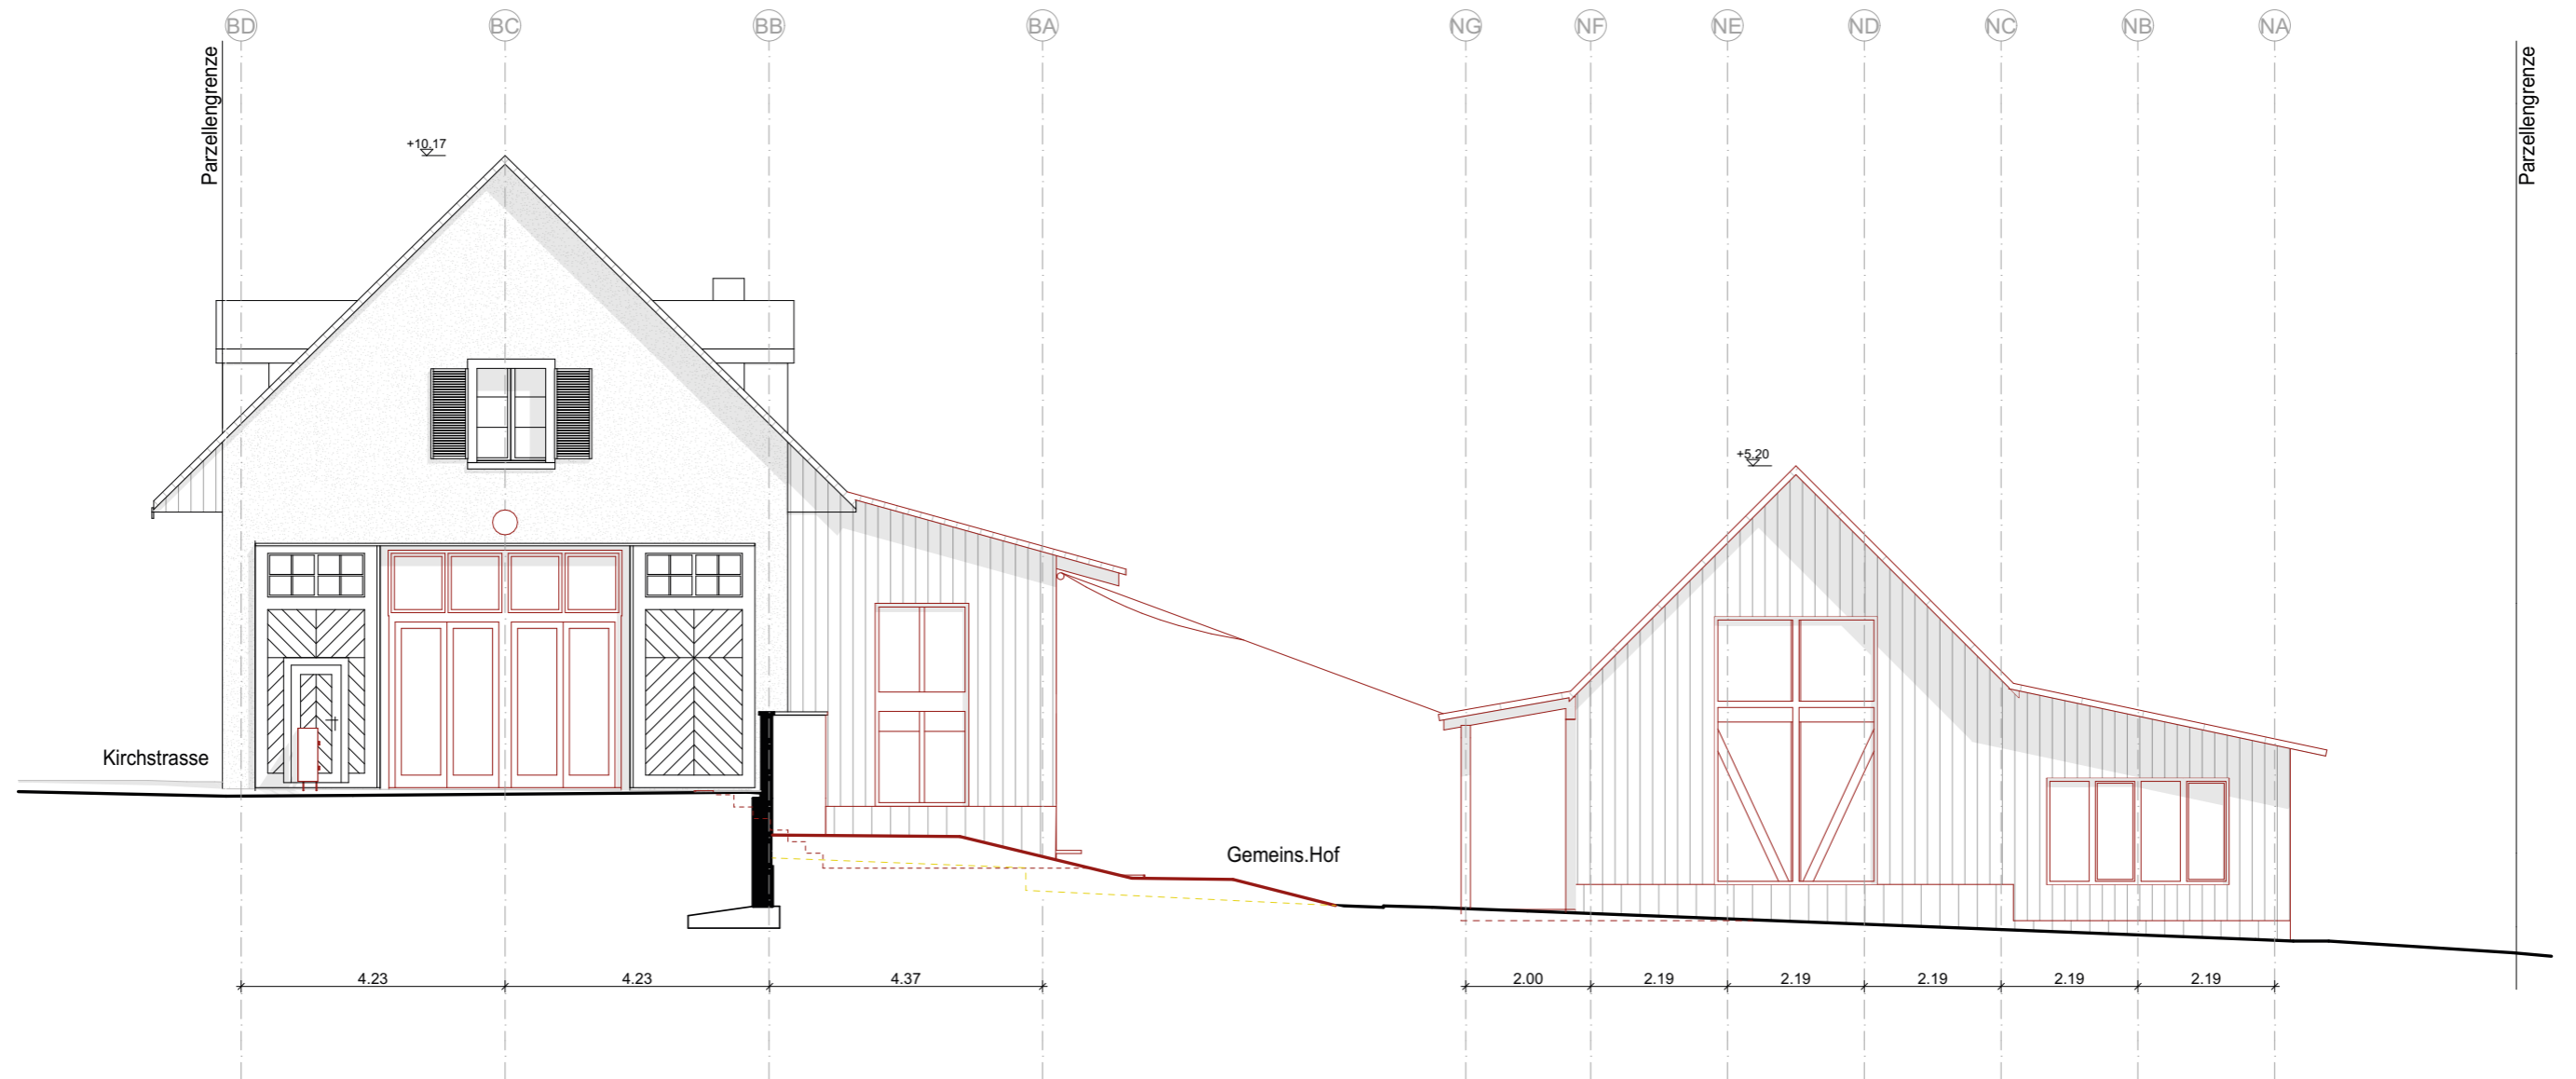 BD BC BB BA NG NF NE ND NC NB NA
Parzellengrenze
Parzellengrenze
+10.17
+5.20
Kirchstrasse
Gemeins.Hof
4.23 4.23 4.37 2.00 2.19 2.19 2.19 2.19 2.19